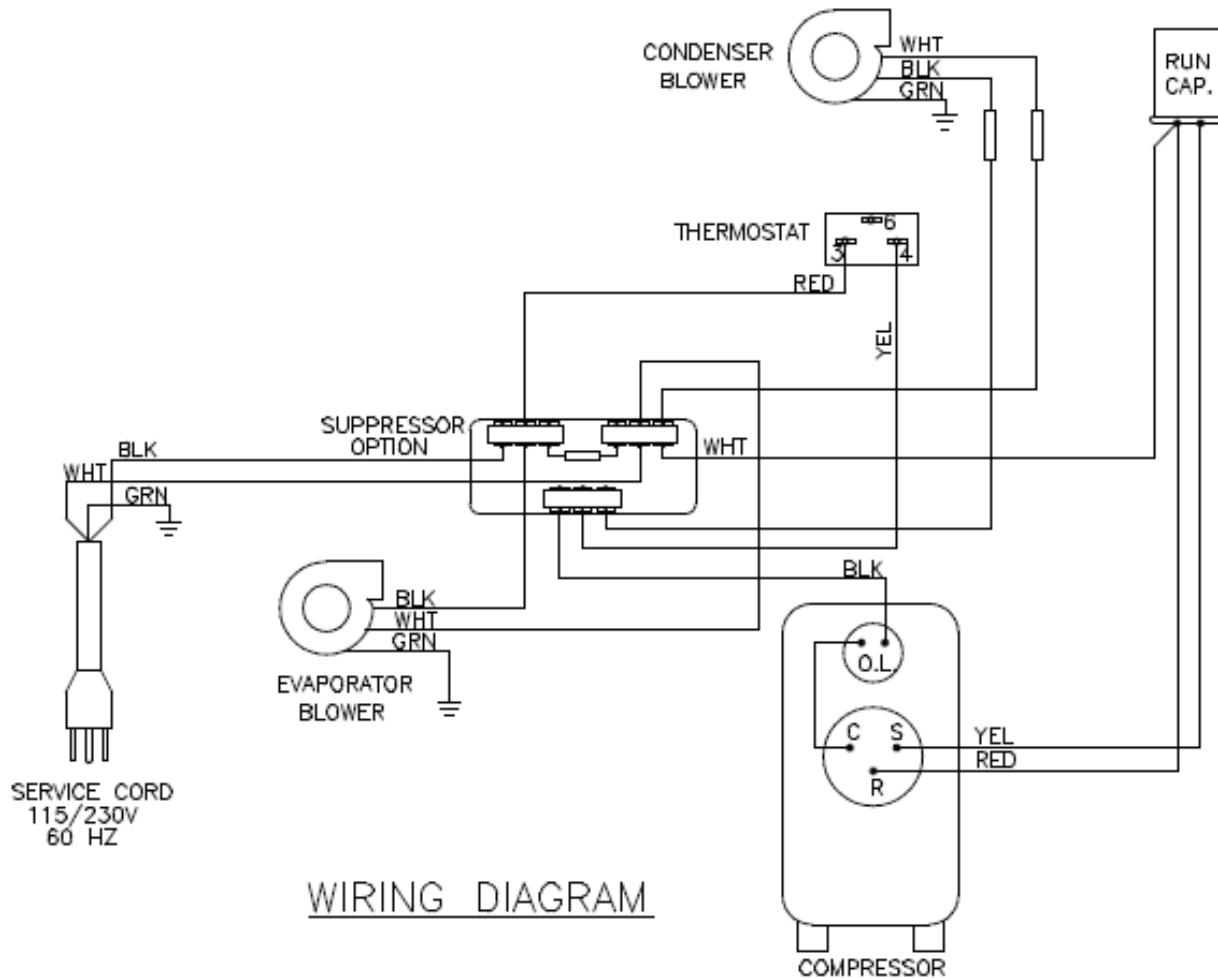 CONDENSER
BLOWER
WHT
BLK
GRN
RUN
CAP.
THERMOSTAT
6
3
4
RED
YEL
SUPPRESSOR
OPTION
WHT
BLK
WHT
GRN
BLK
BLK
WHT
GRN
EVAPORATOR
BLOWER
O.L.
C
S
R
YEL
RED
SERVICE CORD
115/230V
60 HZ
WIRING DIAGRAM
COMPRESSOR